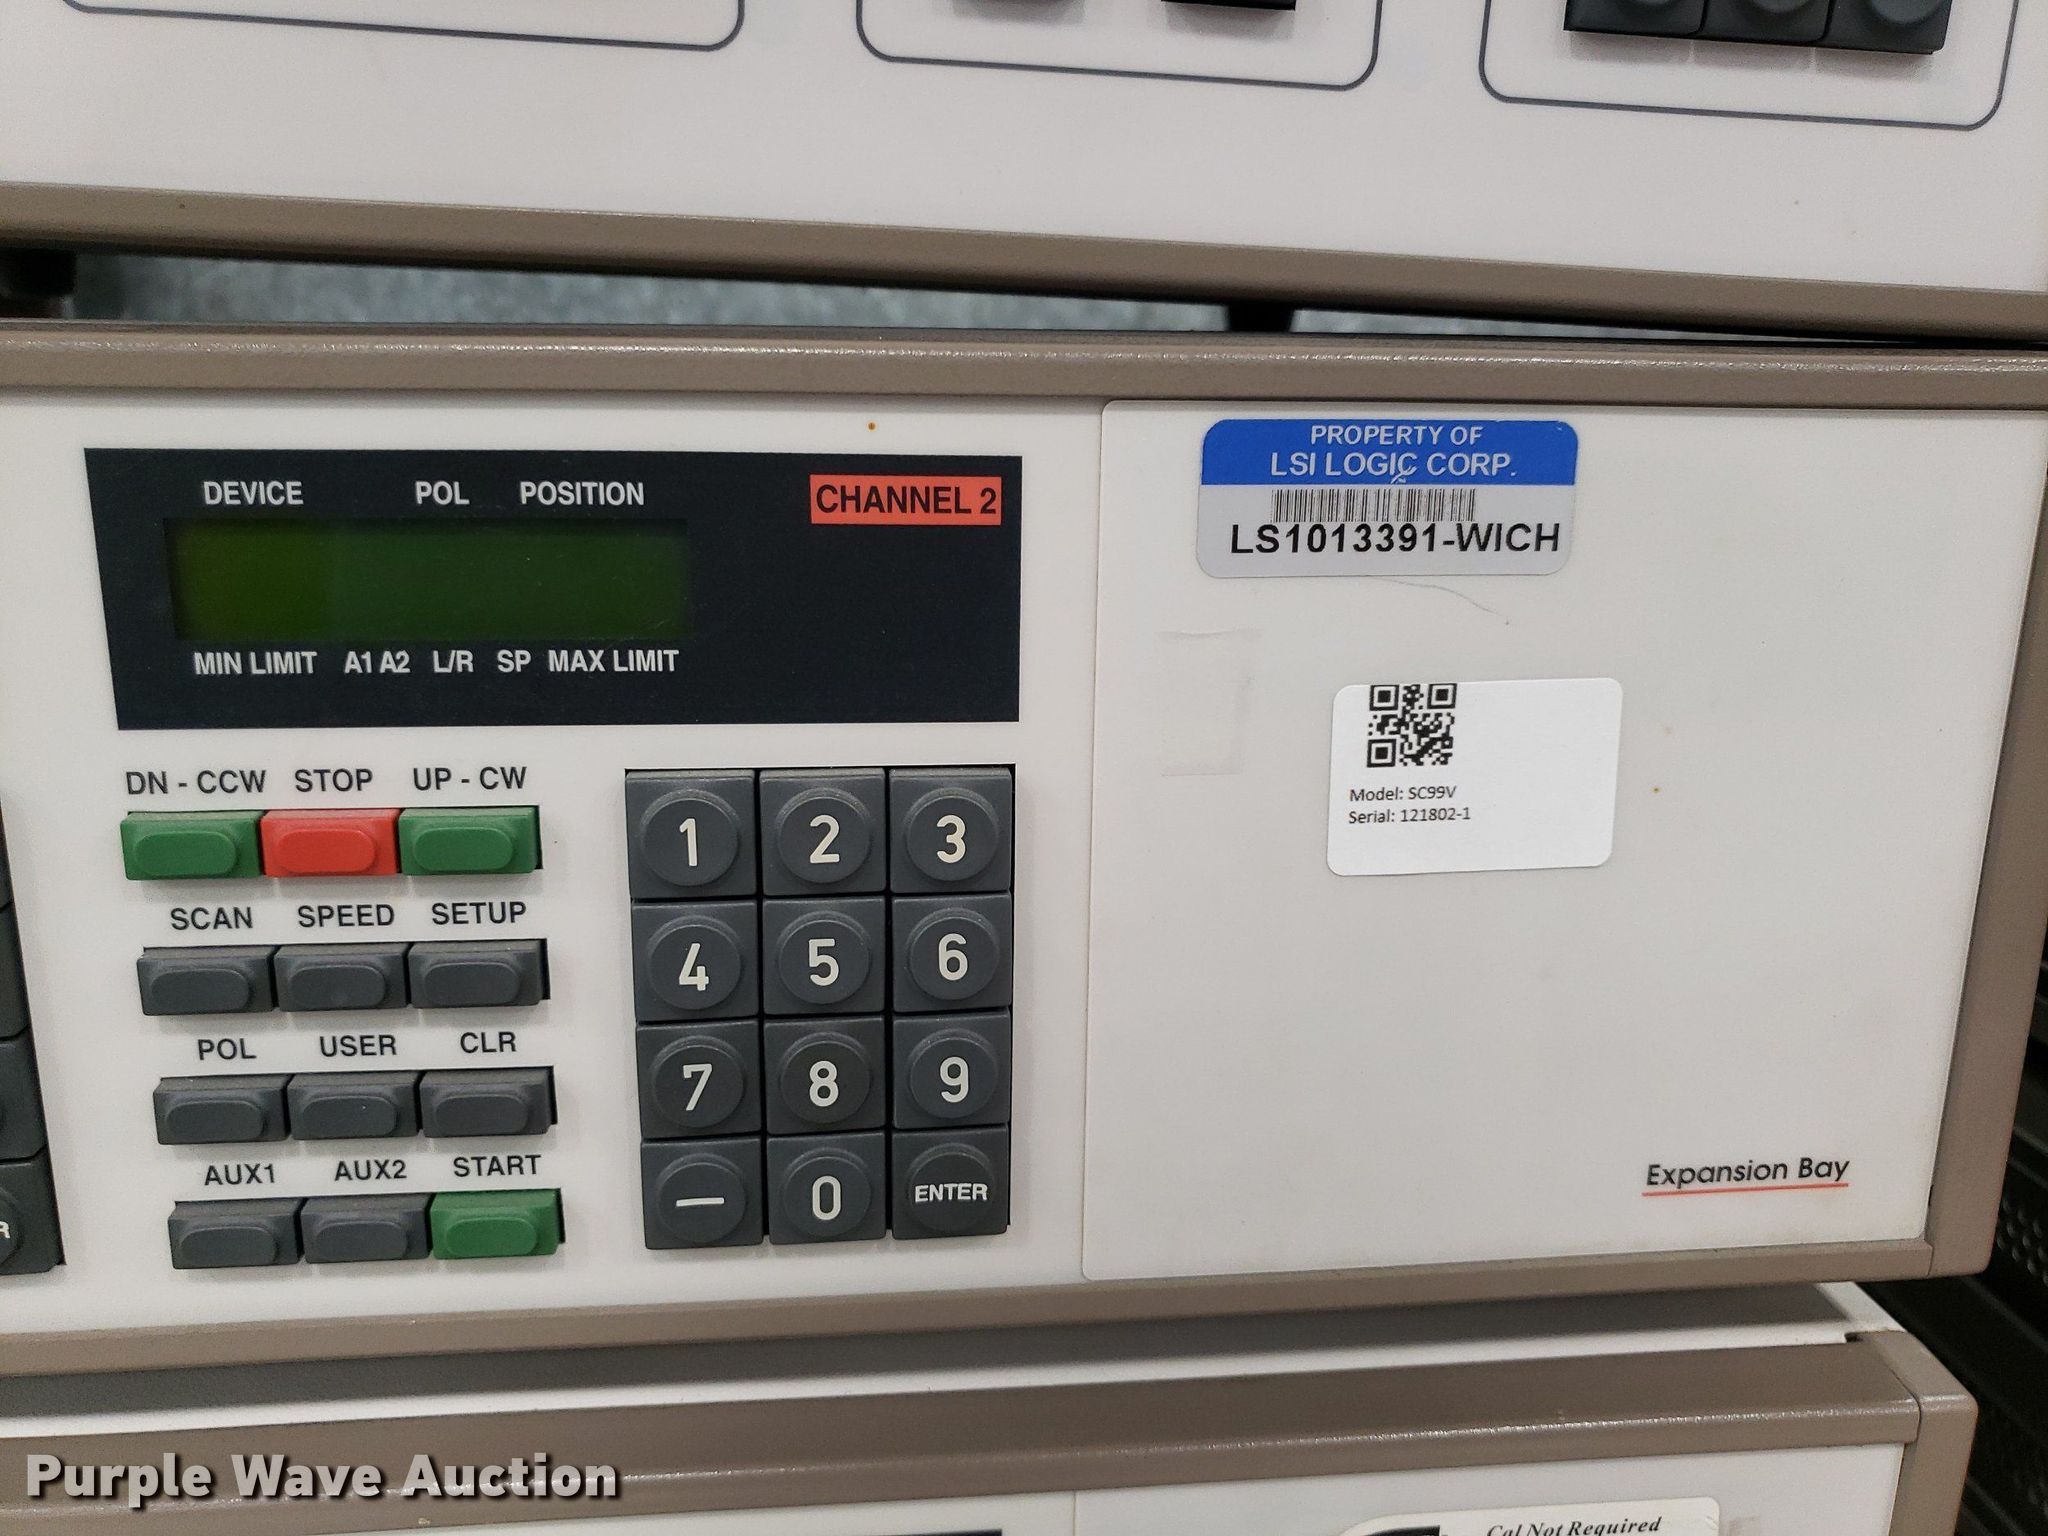 DEVICE POL POSITION
CHANNEL 2
MIN LIMIT A1 A2 L/R SP MAX LIMIT
DN - CCW STOP UP - CW
SCAN SPEED SETUP
POL USER CLR
AUX1 AUX2 START
1 2 3
4 5 6
7 8 9
— 0 ENTER
PROPERTY OF
LSI LOGIC CORP.
LS1013391-WICH
Model: SC99V
Serial: 121802-1
Expansion Bay
Cal Not Required
Purple Wave Auction